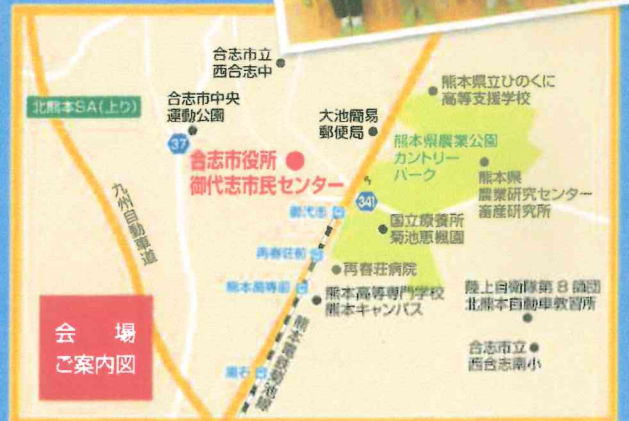 合志市立
西合志中
北熊本SA(上り)
合志市中央
運動公園
37
大池簡易
郵便局
熊本県立ひのくに
高等支援学校
熊本県農業公園
カントリー
パーク
合志市役所
御代志市民センター
熊本県
農業研究センター
畜産研究所
九州自動車道
御代志
341
国立療養所
菊池恵楓園
再春荘前
再春荘病院
熊本高専前
熊本高等専門学校
熊本キャンパス
陸上自衛隊第8師団
北熊本自動車教習所
熊本電鉄菊池線
会場
ご案内図
黒石
合志市立
西合志南小